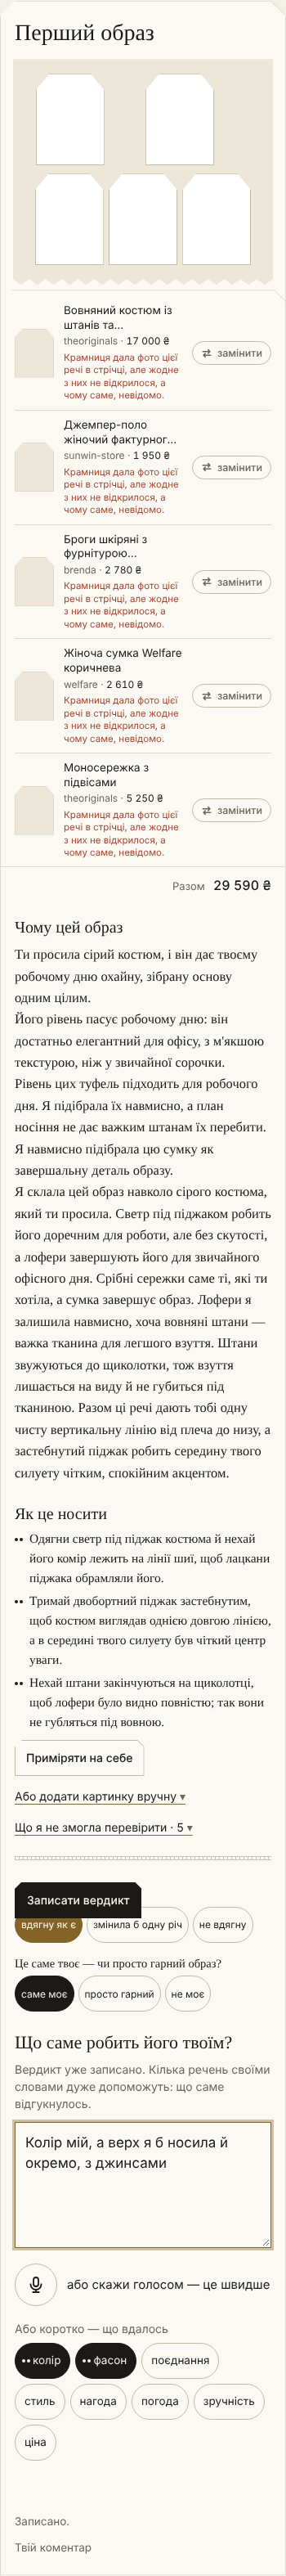 Перший образ
Вовняний костюм із
штанів та...
theoriginals · 17 000 ₴
Крамниця дала фото цієї
речі в стрічці, але жодне
з них не відкрилося, а
чому саме, невідомо.
замінити
Джемпер-поло
жіночий фактурног...
sunwin-store · 1 950 ₴
Крамниця дала фото цієї
речі в стрічці, але жодне
з них не відкрилося, а
чому саме, невідомо.
замінити
Броги шкіряні з
фурнітурою...
brenda · 2 780 ₴
Крамниця дала фото цієї
речі в стрічці, але жодне
з них не відкрилося, а
чому саме, невідомо.
замінити
Жіноча сумка Welfare
коричнева
welfare · 2 610 ₴
Крамниця дала фото цієї
речі в стрічці, але жодне
з них не відкрилося, а
чому саме, невідомо.
замінити
Моносережка з
підвісами
theoriginals · 5 250 ₴
Крамниця дала фото цієї
речі в стрічці, але жодне
з них не відкрилося, а
чому саме, невідомо.
замінити
Разом 29 590 ₴
Чому цей образ
Ти просила сірий костюм, і він дає твоєму
робочому дню охайну, зібрану основу
одним цілим.
Його рівень пасує робочому дню: він
достатньо елегантний для офісу, з м'якшою
текстурою, ніж у звичайної сорочки.
Рівень цих туфель підходить для робочого
дня. Я підібрала їх навмисно, а план
носіння не дає важким штанам їх перебити.
Я навмисно підібрала цю сумку як
завершальну деталь образу.
Я склала цей образ навколо сірого костюма,
який ти просила. Светр під піджаком робить
його доречним для роботи, але без скутості,
а лофери завершують його для звичайного
офісного дня. Срібні сережки саме ті, які ти
хотіла, а сумка завершує образ. Лофери я
залишила навмисно, хоча вовняні штани —
важка тканина для легшого взуття. Штани
звужуються до щиколотки, тож взуття
лишається на виду й не губиться під
тканиною. Разом ці речі дають тобі одну
чисту вертикальну лінію від плеча до низу, а
застебнутий піджак робить середину твого
силуету чітким, спокійним акцентом.
Як це носити
Одягни светр під піджак костюма й нехай
його комір лежить на лінії шиї, щоб лацкани
піджака обрамляли його.
Тримай двобортний піджак застебнутим,
щоб костюм виглядав однією довгою лінією,
а в середині твого силуету був чіткий центр
уваги.
Нехай штани закінчуються на щиколотці,
щоб лофери було видно повністю; так вони
не губляться під вовною.
Приміряти на себе
Або додати картинку вручну ▾
Що я не змогла перевірити · 5 ▾
Записати вердикт
вдягну як є
змінила б одну річ
не вдягну
Це саме твоє — чи просто гарний образ?
саме моє
просто гарний
не моє
Що саме робить його твоїм?
Вердикт уже записано. Кілька речень своїми
словами дуже допоможуть: що саме
відгукнулось.
Колір мій, а верх я б носила й
окремо, з джинсами
або скажи голосом — це швидше
Або коротко — що вдалось
колір
фасон
поєднання
стиль
нагода
погода
зручність
ціна
Записано.
Твій коментар